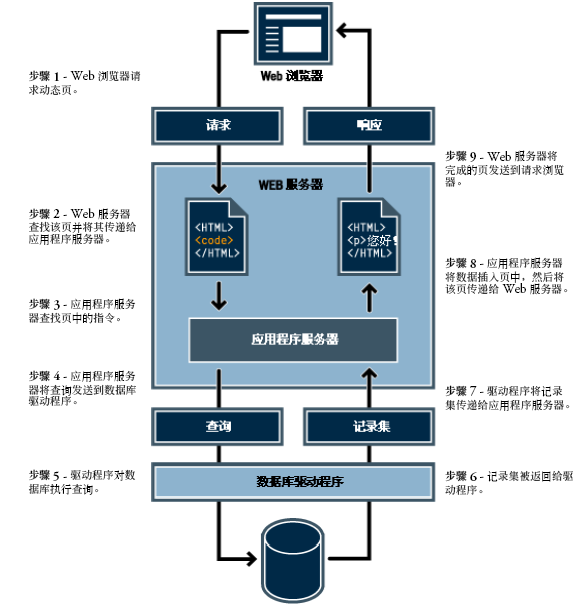 Web 浏览器
步骤 1 - Web 浏览器请
求动态页。
请求
响应
步骤 9 - Web 服务器将
完成的页发送到请求浏览
器。
WEB 服务器
步骤 2 - Web 服务器
查找该页并将其传递给
应用程序服务器。
<HTML>
<code>
</HTML>
<HTML>
<p>您好!
</HTML>
步骤 8 - 应用程序服务器
将数据插入页中，然后将
该页传递给 Web 服务器。
步骤 3 - 应用程序服务
器查找页中的指令。
应用程序服务器
步骤 4 - 应用程序服务
器将查询发送到数据库
驱动程序。
步骤 7 - 驱动程序将记录
集传递给应用程序服务器。
查询
记录集
步骤 5 - 驱动程序对数
据库执行查询。
数据库驱动程序
步骤 6 - 记录集被返回给驱
动程序。